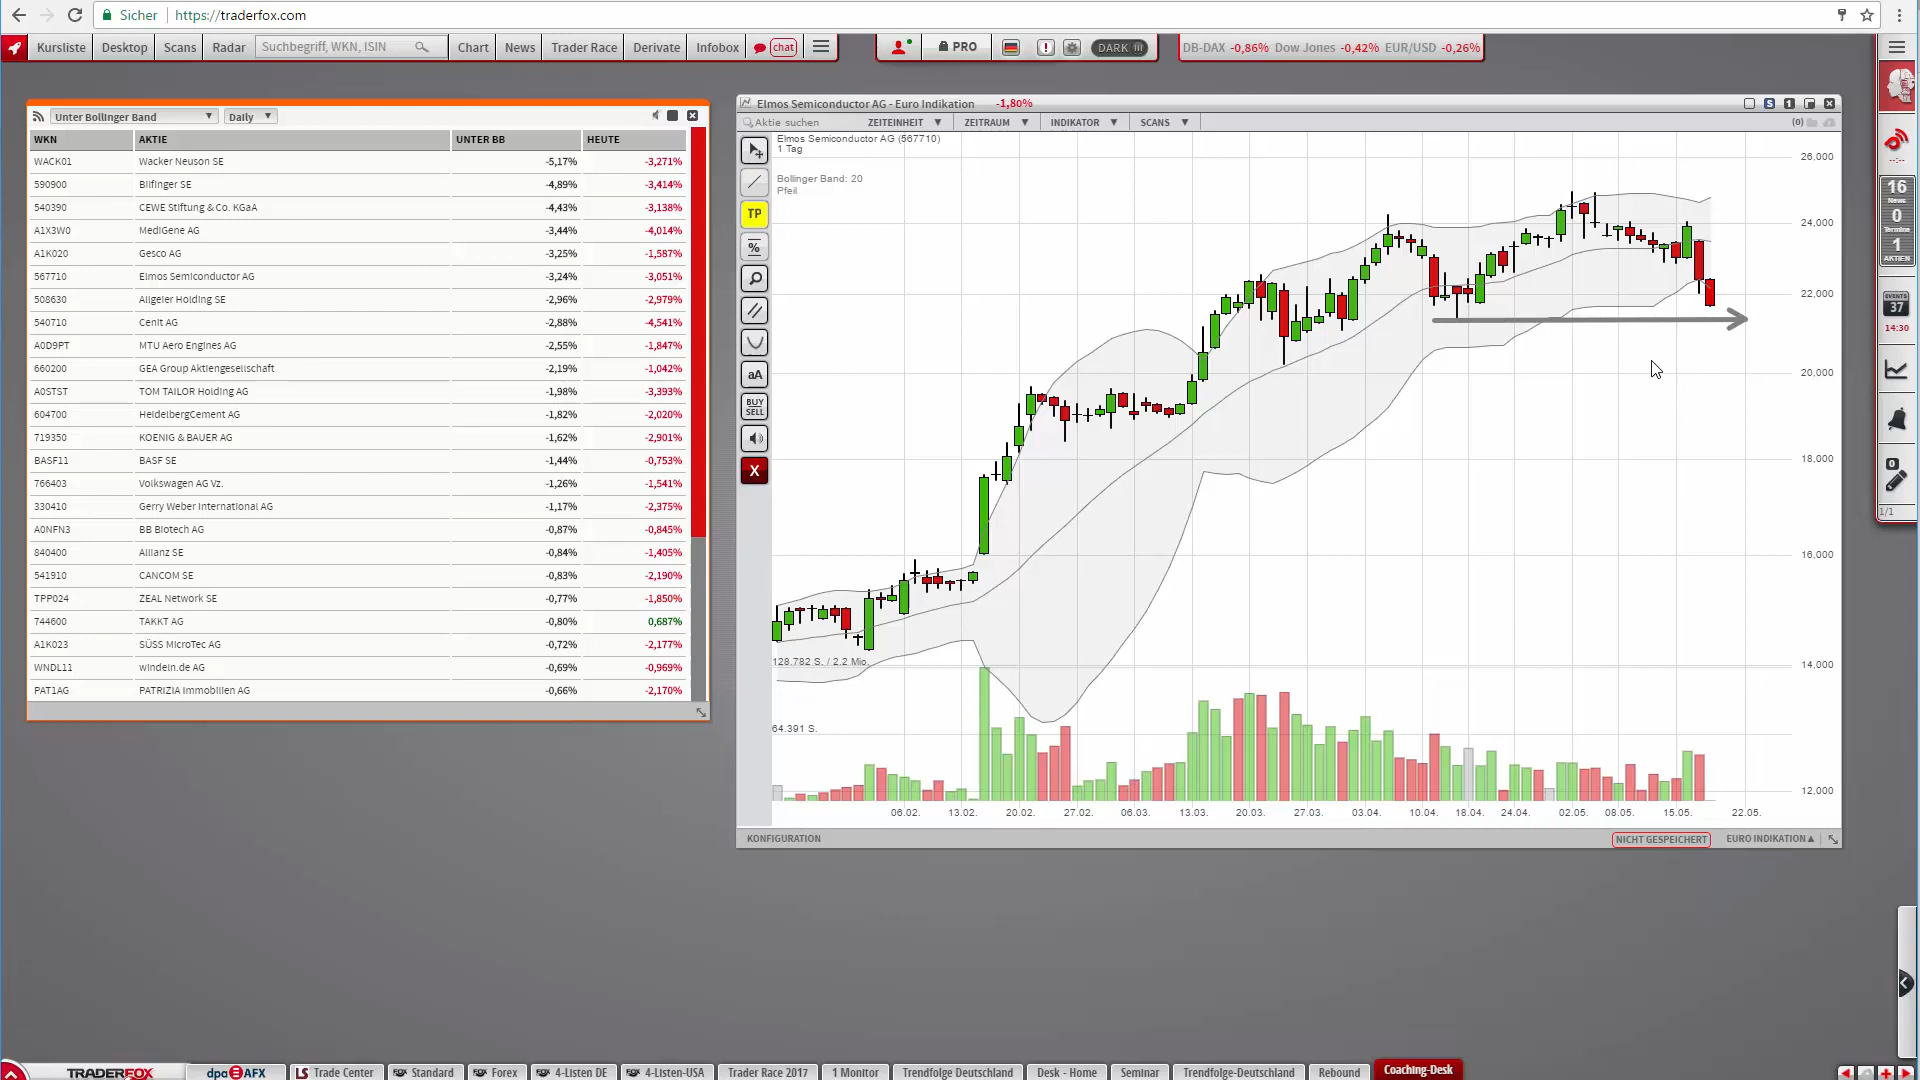 Sicher https://traderfox.com
Kursliste Desktop Scans Radar Suchbegriff, WKN, ISIN Chart News Trader Race Derivate Infobox chat PRO DARK DB-DAX -0,86% Dow Jones -0,42% EUR/USD -0,26%
Unter Bollinger Band Daily
WKN AKTIE UNTER BB HEUTE
WACK01 Wacker Neuson SE -5,17% -3,271%
590900 Bilfinger SE -4,89% -3,414%
540390 CEWE Stiftung & Co. KGaA -4,43% -3,138%
A1X3W0 MediGene AG -3,44% -4,014%
A1K020 Gesco AG -3,25% -1,587%
567710 Elmos Semiconductor AG -3,24% -3,051%
508630 Allgeier Holding SE -2,96% -2,979%
540710 Cenit AG -2,88% -4,541%
A0D9PT MTU Aero Engines AG -2,55% -1,847%
660200 GEA Group Aktiengesellschaft -2,19% -1,042%
A0STST TOM TAILOR Holding AG -1,98% -3,393%
604700 HeidelbergCement AG -1,82% -2,020%
719350 KOENIG & BAUER AG -1,62% -2,901%
BASF11 BASF SE -1,44% -0,753%
766403 Volkswagen AG Vz. -1,26% -1,541%
330410 Gerry Weber International AG -1,17% -2,375%
A0NFN3 BB Biotech AG -0,87% -0,845%
840400 Allianz SE -0,84% -1,405%
541910 CANCOM SE -0,83% -2,190%
TPP024 ZEAL Network SE -0,77% -1,850%
744600 TAKKT AG -0,80% 0,687%
A1K023 SÜSS MicroTec AG -0,72% -2,177%
WNDL11 windeln.de AG -0,69% -0,969%
PAT1AG PATRIZIA Immobilien AG -0,66% -2,170%
Elmos Semiconductor AG - Euro Indikation -1,80% S 1
Aktie suchen ZEITEINHEIT ZEITRAUM INDIKATOR SCANS (0)
Elmos Semiconductor AG (567710)
1 Tag
Bollinger Band: 20
Pfeil
TP
%
aA
BUY
SELL
X
26,000
24,000
22,000
20,000
18,000
16,000
14,000
12,000
128.782 S. / 2.2 Mio.
64.391 S.
06.02. 13.02. 20.02. 27.02. 06.03. 13.03. 20.03. 27.03. 03.04. 10.04. 18.04. 24.04. 02.05. 08.05. 15.05. 22.05.
KONFIGURATION NICHT GESPEICHERT EURO INDIKATION
--:--
16
News
0
Termine
1
AKTIEN
EVENTS
37
14:30
0
1/1
TRADERFOX dpa AFX LS Trade Center Standard Forex 4-Listen DE 4-Listen-USA Trader Race 2017 1 Monitor Trendfolge Deutschland Desk - Home Seminar Trendfolge-Deutschland Rebound Coaching-Desk